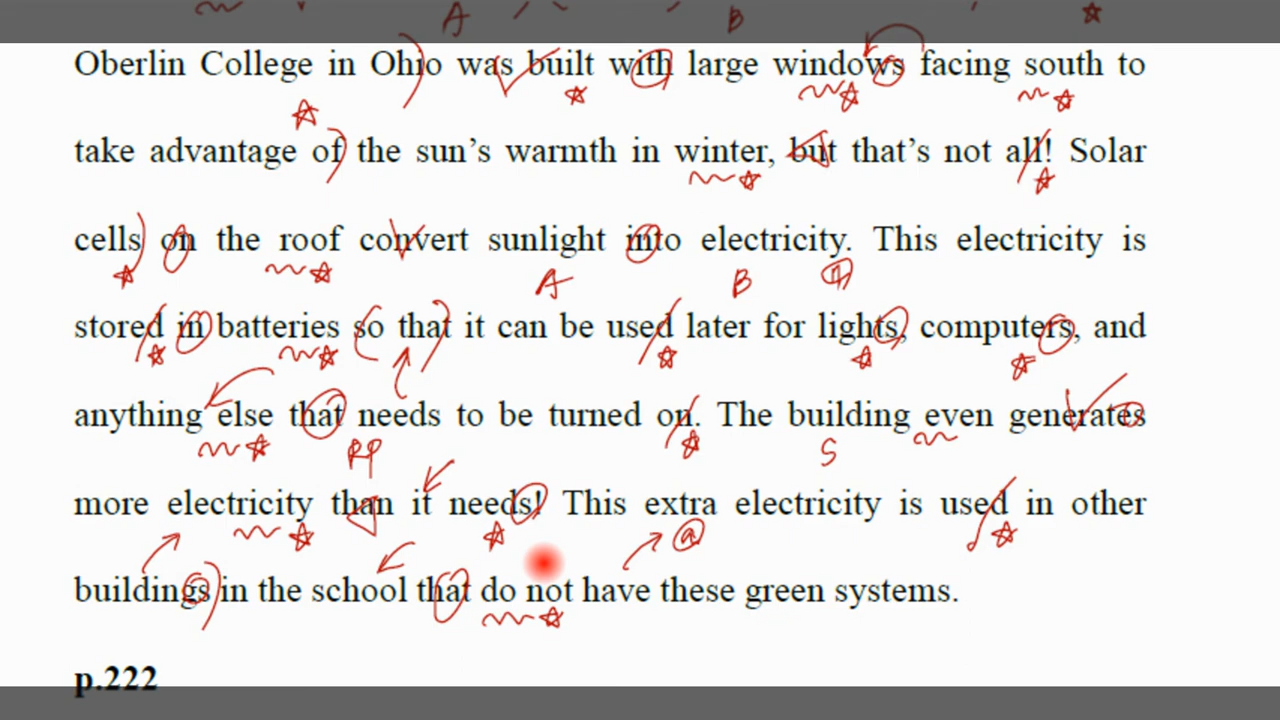 A B
Oberlin College in Ohio was built with large windows facing south to
take advantage of the sun's warmth in winter, but that's not all! Solar
cells on the roof convert sunlight into electricity. This electricity is
A B
stored in batteries so that it can be used later for lights, computers, and
anything else that needs to be turned on. The building even generates
RP S
more electricity than it needs! This extra electricity is used in other
a
buildings in the school that do not have these green systems.
p.222